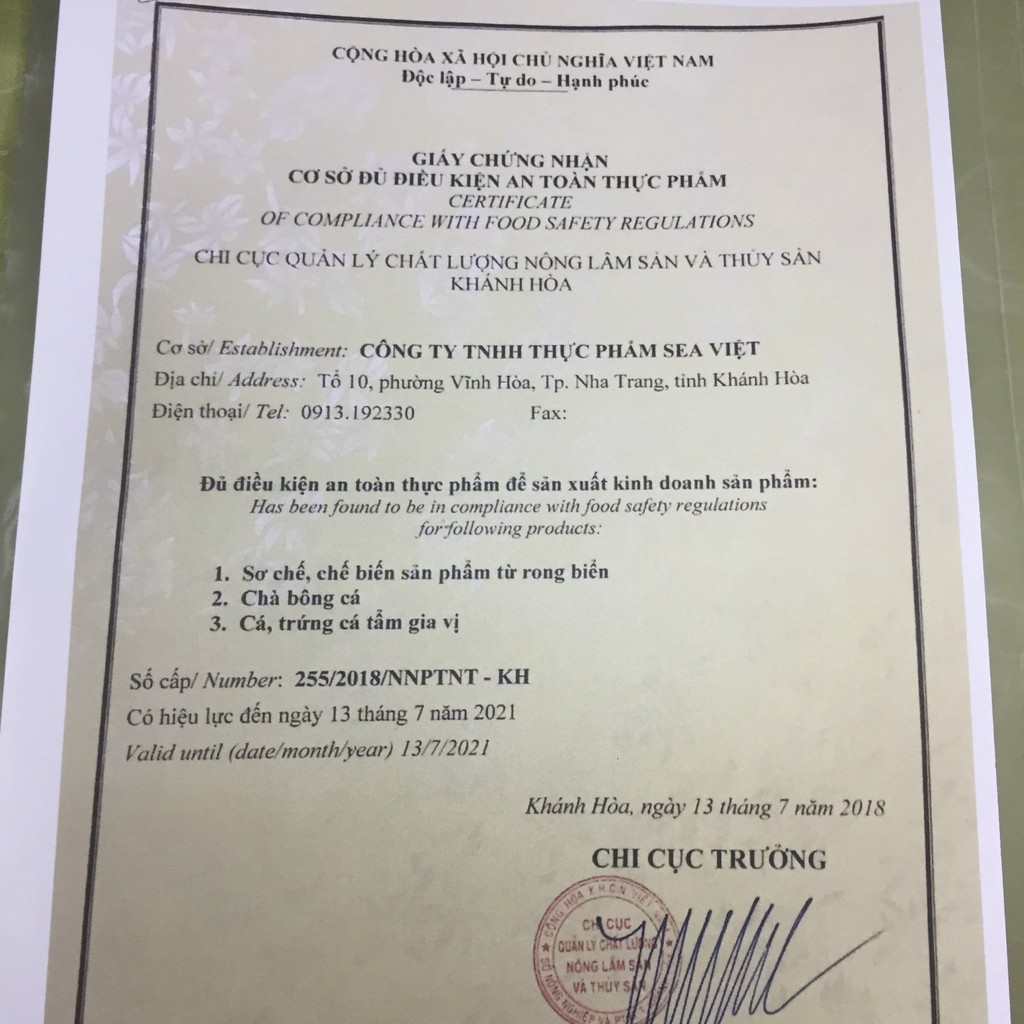 CỘNG HÒA XÃ HỘI CHỦ NGHĨA VIỆT NAM
Độc lập – Tự do – Hạnh phúc
GIẤY CHỨNG NHẬN
CƠ SỞ ĐỦ ĐIỀU KIỆN AN TOÀN THỰC PHẨM
CERTIFICATE
OF COMPLIANCE WITH FOOD SAFETY REGULATIONS
CHI CỤC QUẢN LÝ CHẤT LƯỢNG NÔNG LÂM SẢN VÀ THỦY SẢN
KHÁNH HÒA
Cơ sở/ Establishment: CÔNG TY TNHH THỰC PHẨM SEA VIỆT
Địa chỉ/ Address: Tổ 10, phường Vĩnh Hòa, Tp. Nha Trang, tỉnh Khánh Hòa
Điện thoại/ Tel: 0913.192330 Fax:
Đủ điều kiện an toàn thực phẩm để sản xuất kinh doanh sản phẩm:
Has been found to be in compliance with food safety regulations
for following products:
1. Sơ chế, chế biến sản phẩm từ rong biển
2. Chà bông cá
3. Cá, trứng cá tẩm gia vị
Số cấp/ Number: 255/2018/NNPTNT - KH
Có hiệu lực đến ngày 13 tháng 7 năm 2021
Valid until (date/month/year) 13/7/2021
Khánh Hòa, ngày 13 tháng 7 năm 2018
CHI CỤC TRƯỞNG
CỘNG HÒA X.H.C.N VIỆT
CHI CỤC
QUẢN LÝ CHẤT LƯỢNG
NÔNG LÂM SẢN
VÀ THỦY SẢN
NÔNG NGHIỆP VÀ